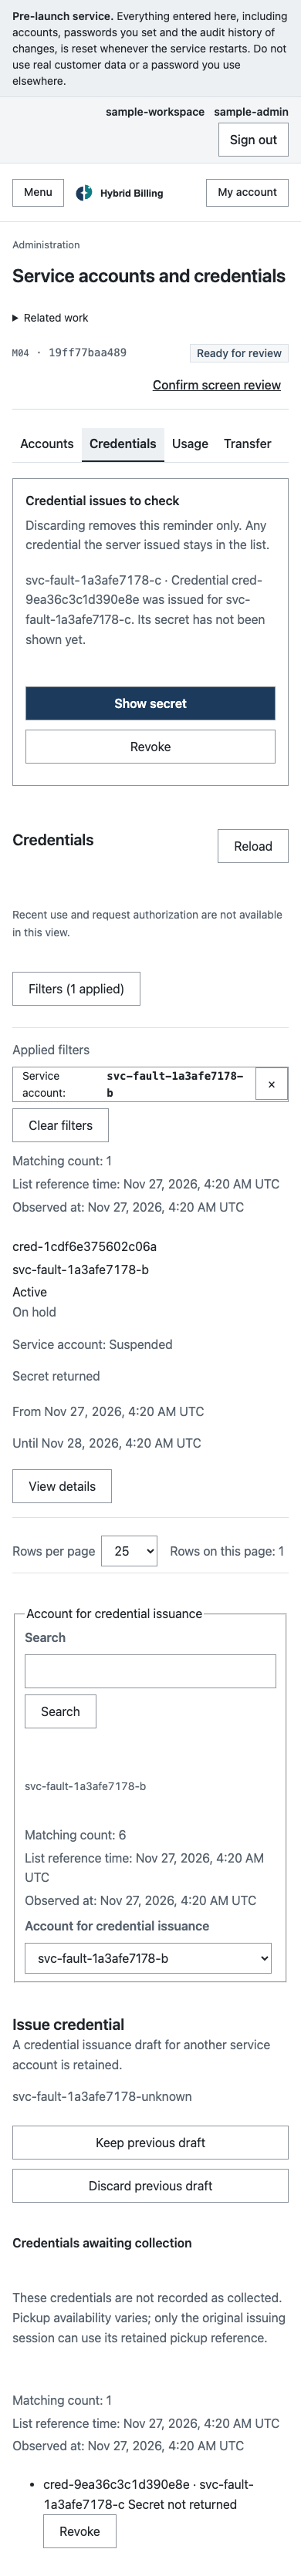 Pre-launch service. Everything entered here, including
accounts, passwords you set and the audit history of
changes, is reset whenever the service restarts. Do not
use real customer data or a password you use
elsewhere.
sample-workspace sample-admin
Sign out
Menu
Hybrid Billing
My account
Administration
Service accounts and credentials
▶ Related work
M04 · 19ff77baa489
Ready for review
Confirm screen review
Accounts Credentials Usage Transfer
Credential issues to check
Discarding removes this reminder only. Any
credential the server issued stays in the list.
svc-fault-1a3afe7178-c · Credential cred-
9ea36c3c1d390e8e was issued for svc-
fault-1a3afe7178-c. Its secret has not been
shown yet.
Show secret
Revoke
Credentials
Reload
Recent use and request authorization are not available
in this view.
Filters (1 applied)
Applied filters
Service account: svc-fault-1a3afe7178-b
×
Clear filters
Matching count: 1
List reference time: Nov 27, 2026, 4:20 AM UTC
Observed at: Nov 27, 2026, 4:20 AM UTC
cred-1cdf6e375602c06a
svc-fault-1a3afe7178-b
Active
On hold
Service account: Suspended
Secret returned
From Nov 27, 2026, 4:20 AM UTC
Until Nov 28, 2026, 4:20 AM UTC
View details
Rows per page 25 Rows on this page: 1
Account for credential issuance
Search
Search
svc-fault-1a3afe7178-b
Matching count: 6
List reference time: Nov 27, 2026, 4:20 AM
UTC
Observed at: Nov 27, 2026, 4:20 AM UTC
Account for credential issuance
svc-fault-1a3afe7178-b
Issue credential
A credential issuance draft for another service
account is retained.
svc-fault-1a3afe7178-unknown
Keep previous draft
Discard previous draft
Credentials awaiting collection
These credentials are not recorded as collected.
Pickup availability varies; only the original issuing
session can use its retained pickup reference.
Matching count: 1
List reference time: Nov 27, 2026, 4:20 AM UTC
Observed at: Nov 27, 2026, 4:20 AM UTC
• cred-9ea36c3c1d390e8e · svc-fault-
1a3afe7178-c Secret not returned
Revoke